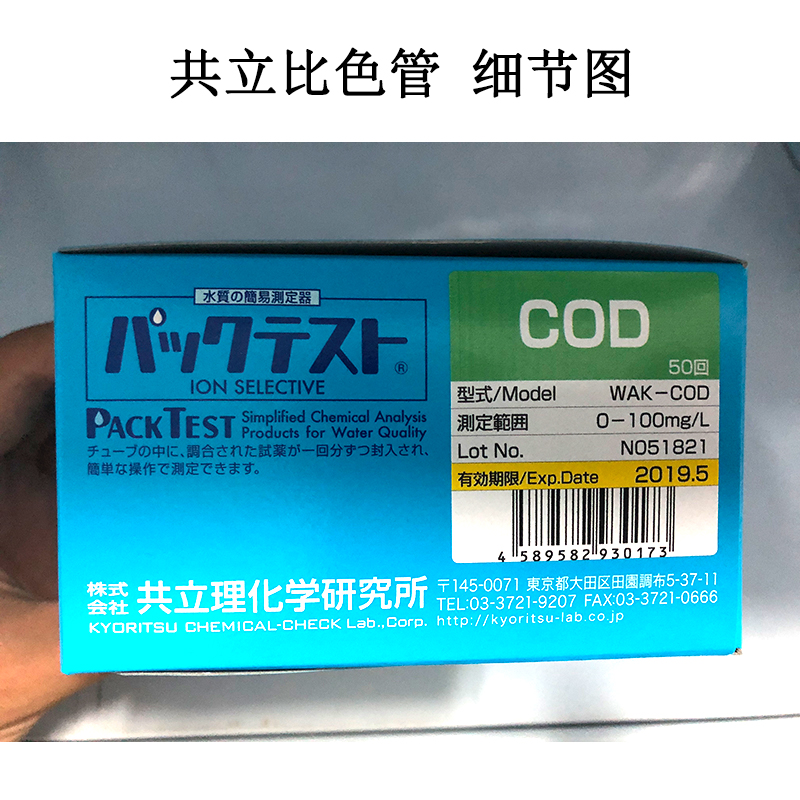 共立比色管 细节图
水質の簡易測定器
パックテスト®
ION SELECTIVE
PACKTEST Simplified Chemical Analysis
Products for Water Quality
チューブの中に、調合された試薬が一回分ずつ封入され、
簡単な操作で測定できます。
COD
50回
型式/Model WAK-COD
測定範囲 0-100mg/L
Lot No. N051821
有効期限/Exp.Date 2019.5
4 589582 930173
株式会社 共立理化学研究所
KYORITSU CHEMICAL-CHECK Lab.,Corp.
〒145-0071 東京都大田区田園調布5-37-11
TEL:03-3721-9207 FAX:03-3721-0666
http://kyoritsu-lab.co.jp